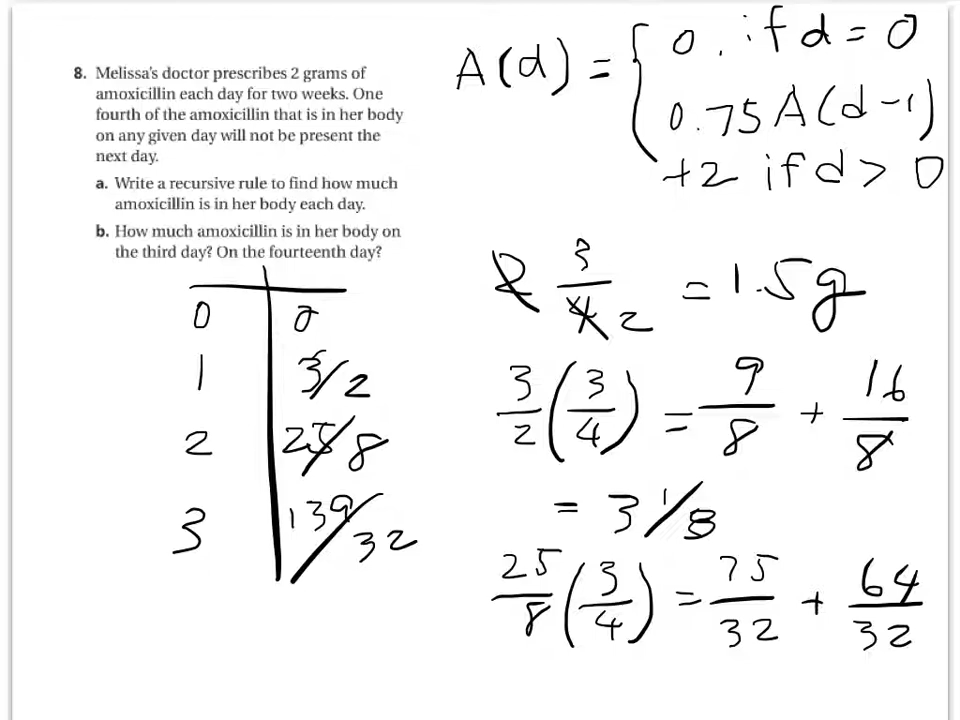 8. Melissa's doctor prescribes 2 grams of
amoxicillin each day for two weeks. One
fourth of the amoxicillin that is in her body
on any given day will not be present the
next day.
a. Write a recursive rule to find how much
amoxicillin is in her body each day.
b. How much amoxicillin is in her body on
the third day? On the fourteenth day?
A(d) = { 0, if d = 0
0.75 A(d-1)
+2 if d > 0
0
1 3/2
2 25/8
3 139/32
2 3/4 2 = 1.5g
3/2 (3/4) = 9/8 + 16/8
= 3 1/8
25/8 (3/4) = 75/32 + 64/32